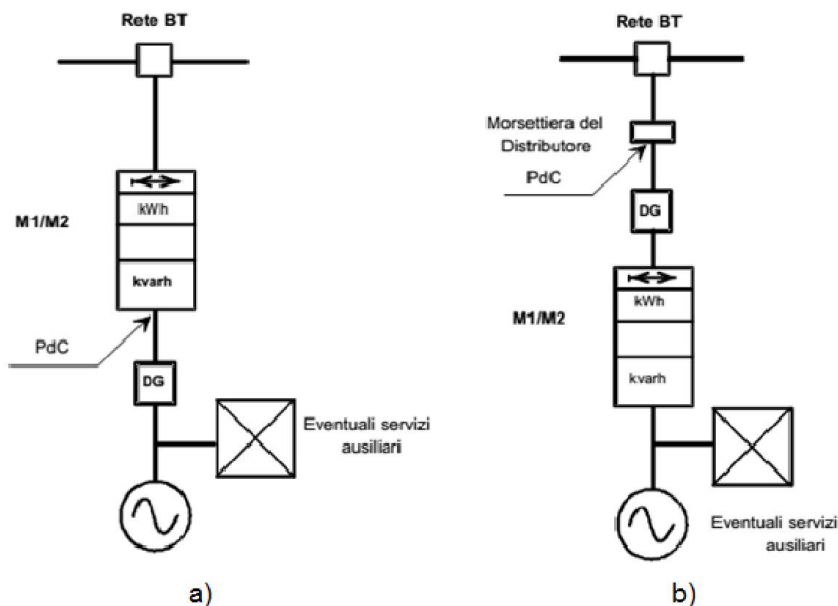 Rete BT
M1/M2
kWh
kvarh
PdC
DG
Eventuali servizi
ausiliari
a)
Rete BT
Morsettiera del
Distributore
PdC
DG
M1/M2
kWh
kvarh
Eventuali servizi
ausiliari
b)